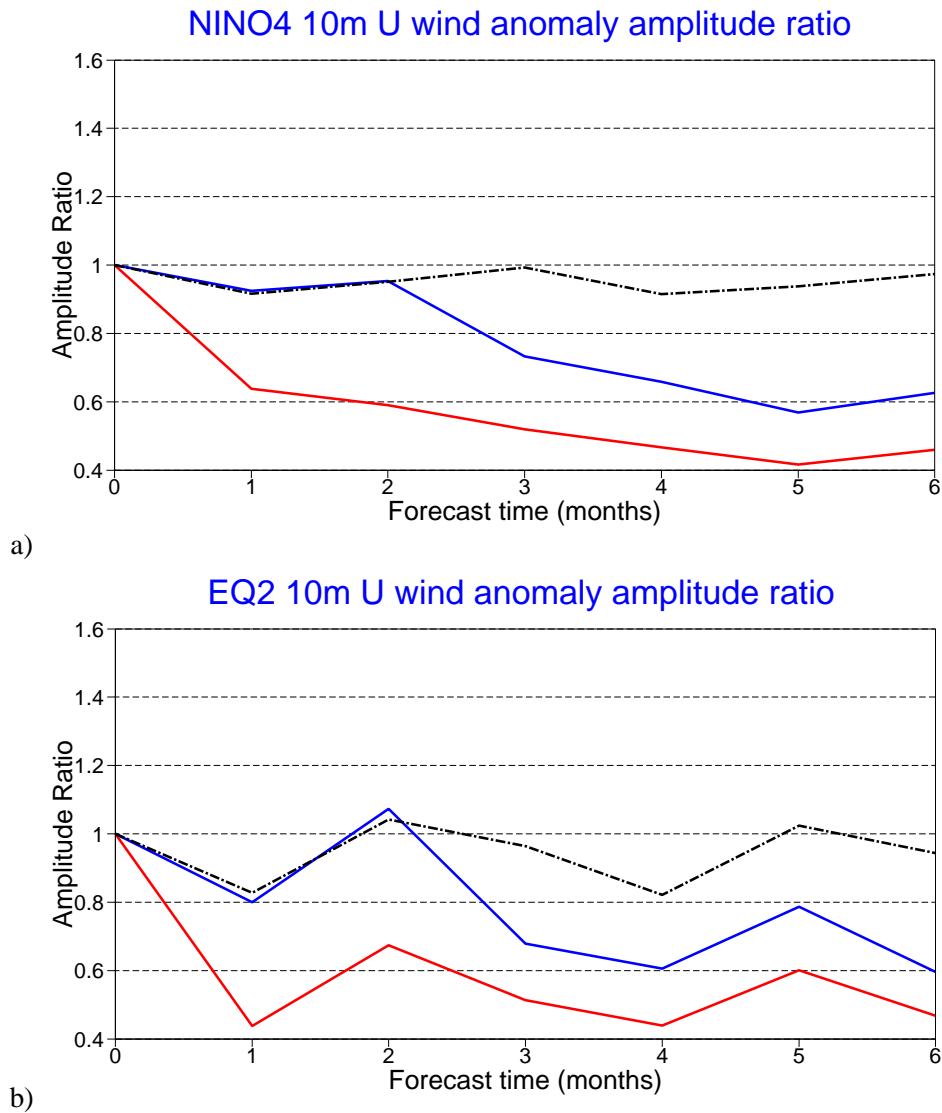 NINO4 10m U wind anomaly amplitude ratio
1.6
1.4
1.2
1
0.8
0.6
0.4
Amplitude Ratio
0 1 2 3 4 5 6
Forecast time (months)
a)
EQ2 10m U wind anomaly amplitude ratio
1.6
1.4
1.2
1
0.8
0.6
0.4
Amplitude Ratio
0 1 2 3 4 5 6
Forecast time (months)
b)